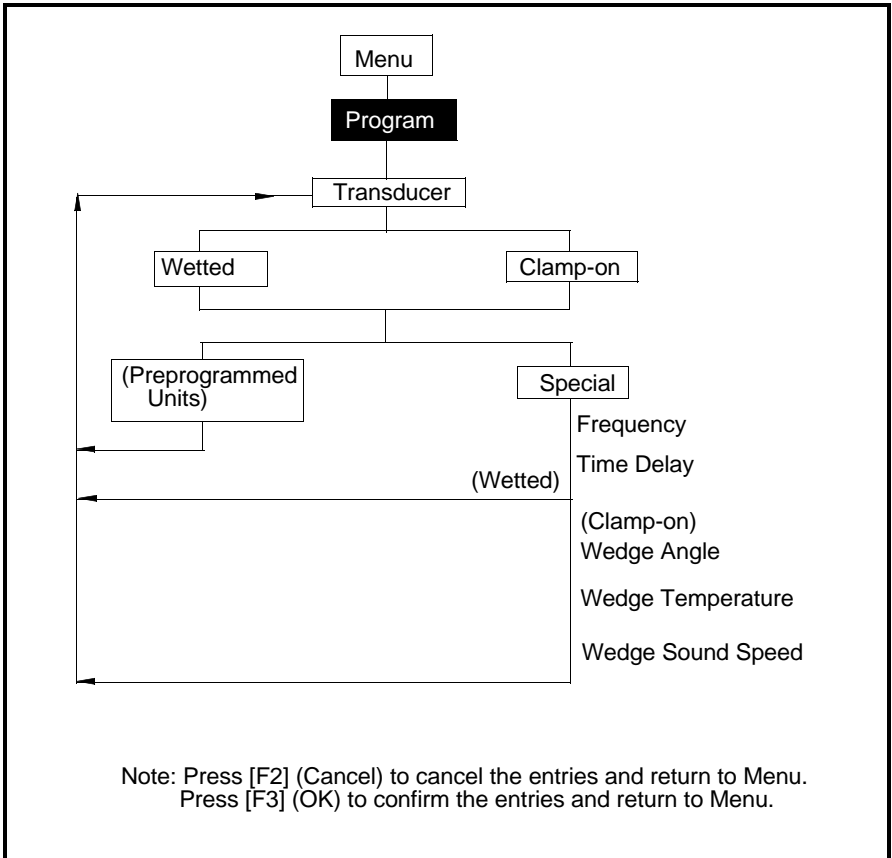 Menu
Program
Transducer
Wetted
Clamp-on
(Preprogrammed
Units)
Special
Frequency
Time Delay
(Wetted)
(Clamp-on)
Wedge Angle
Wedge Temperature
Wedge Sound Speed
Note: Press [F2] (Cancel) to cancel the entries and return to Menu.
Press [F3] (OK) to confirm the entries and return to Menu.